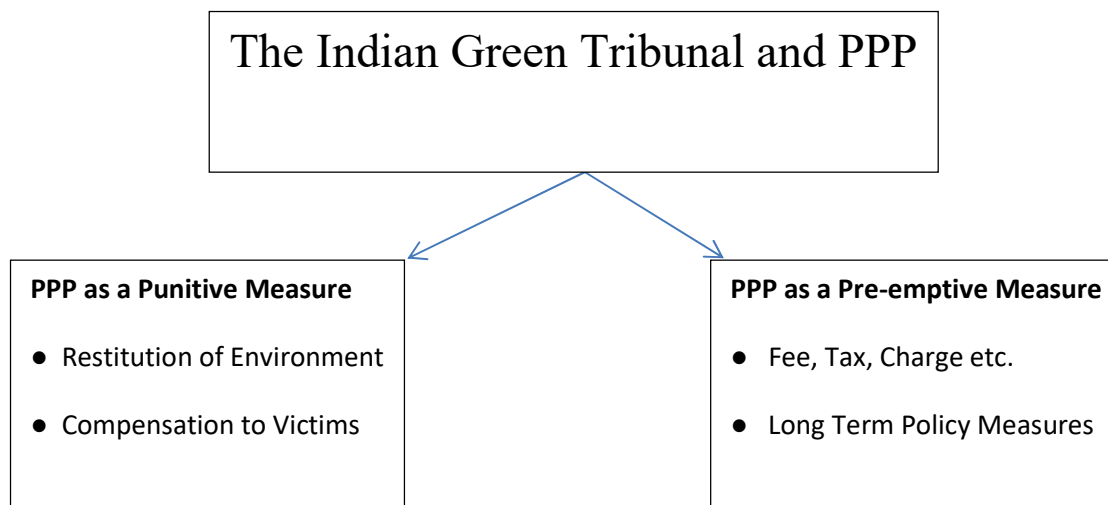 The Indian Green Tribunal and PPP
PPP as a Punitive Measure
● Restitution of Environment
● Compensation to Victims
PPP as a Pre-emptive Measure
● Fee, Tax, Charge etc.
● Long Term Policy Measures